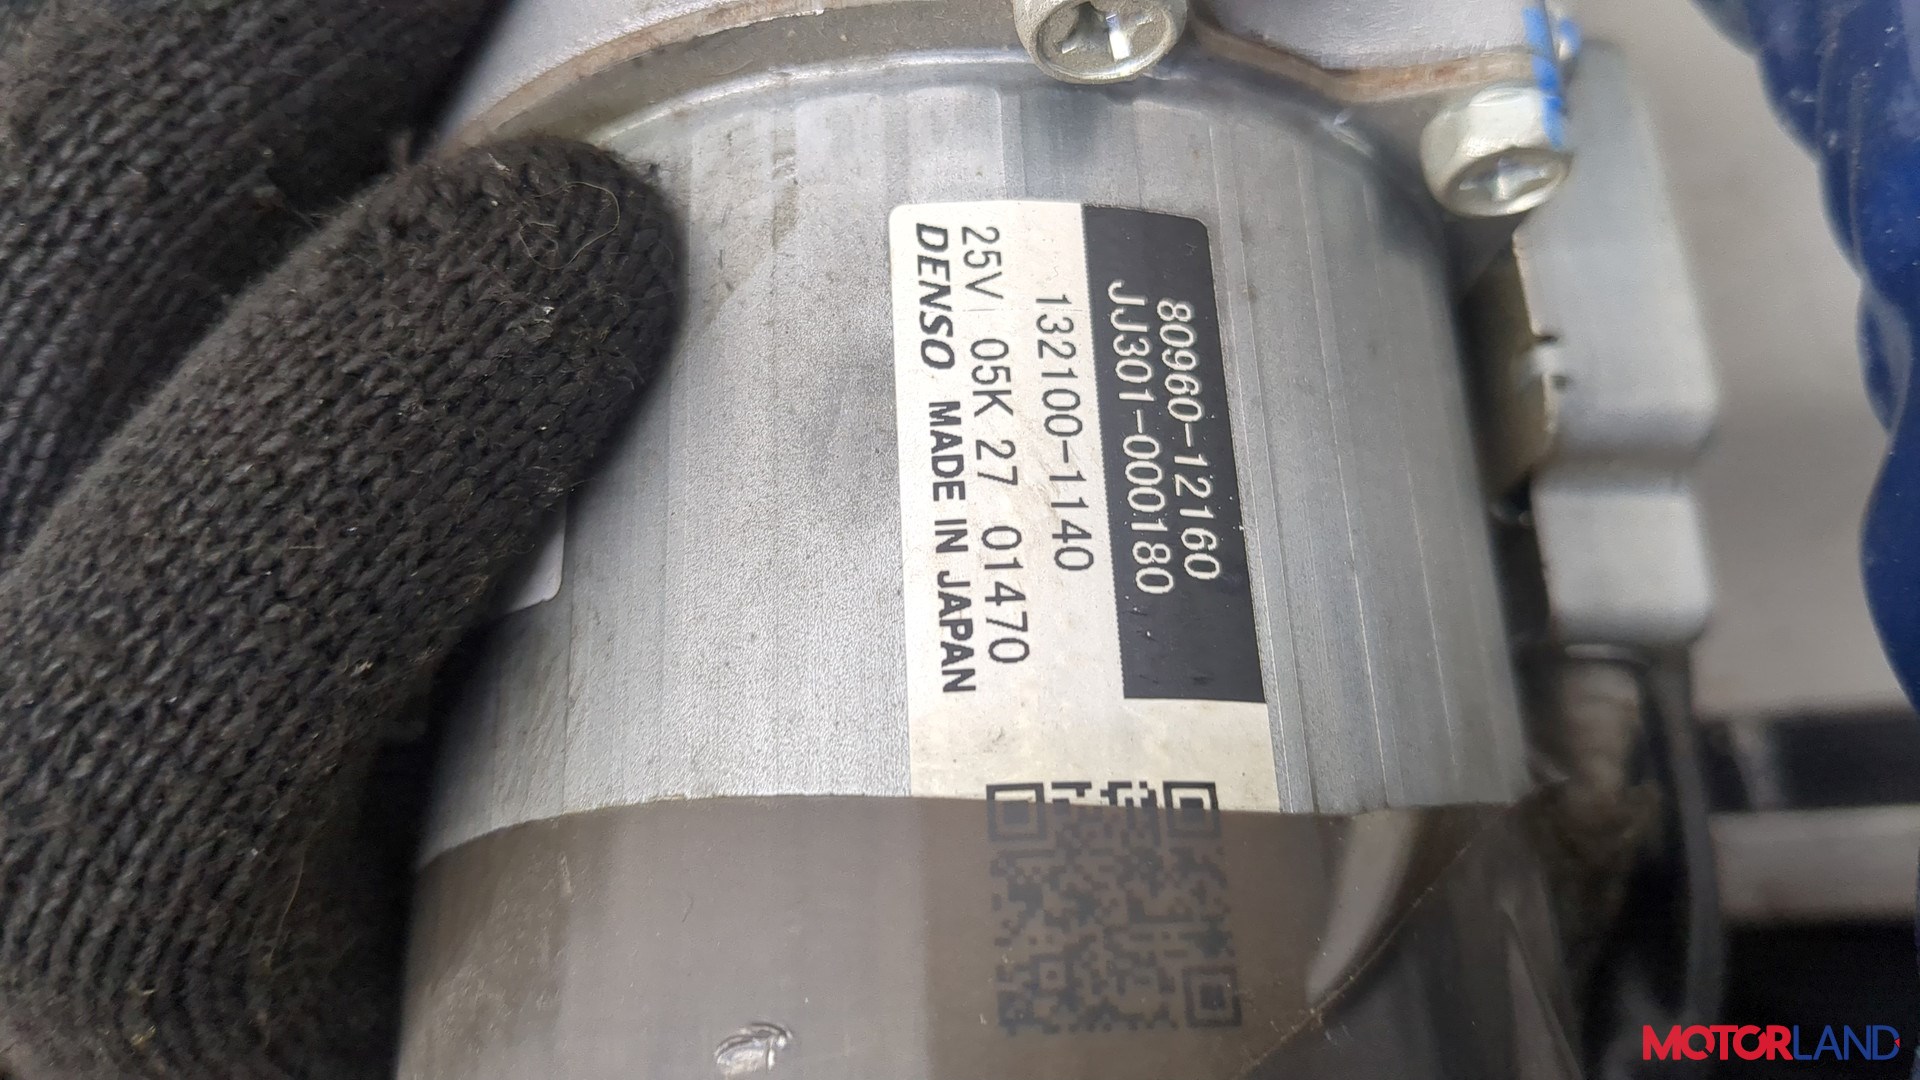 80960-12160
JJ301-000180
132100-1140
25V 05K 27 01470
DENSO MADE IN JAPAN
MOTORLAND